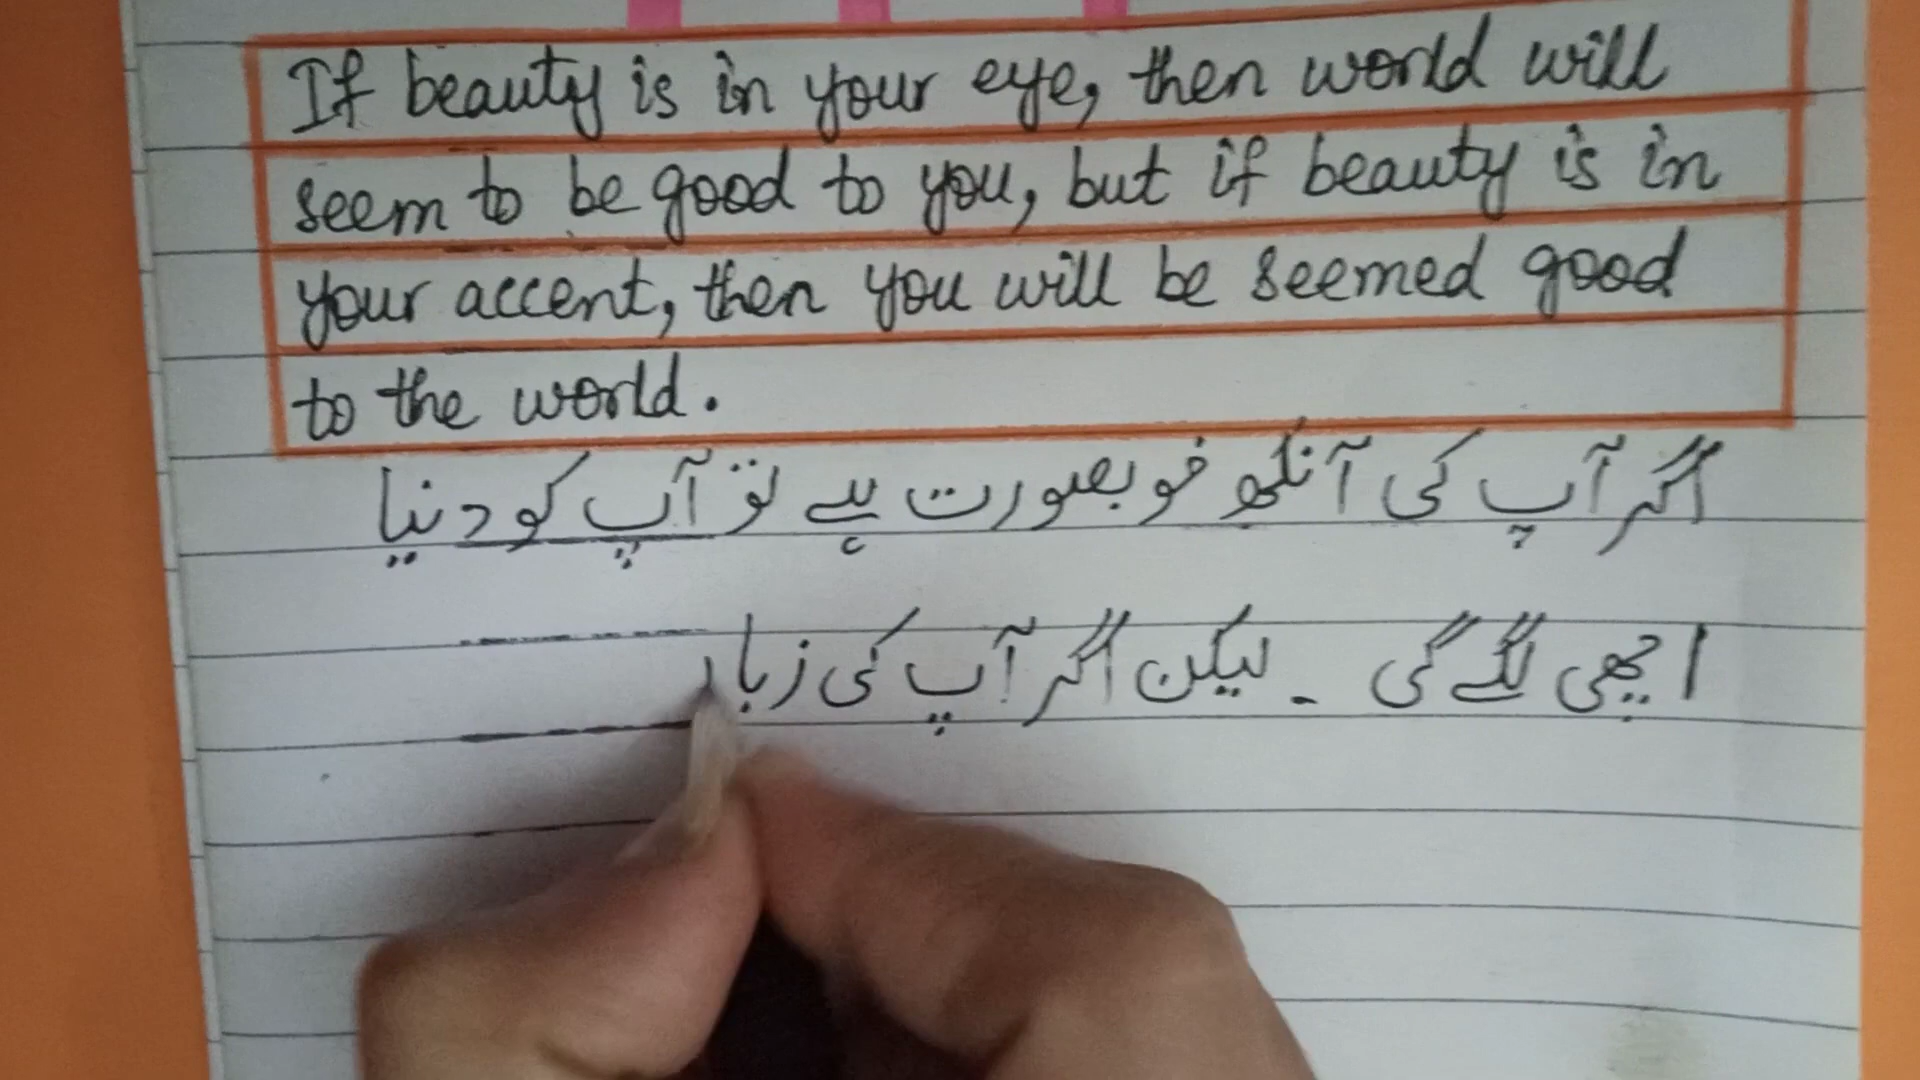 If beauty is in your eye, then world will
seem to be good to you, but if beauty is in
your accent, then you will be seemed good
to the world.
اگر آپ کی آنکھ خوبصورت ہے تو آپ کو دنیا
اچھی لگے گی ۔ لیکن اگر آپ کی